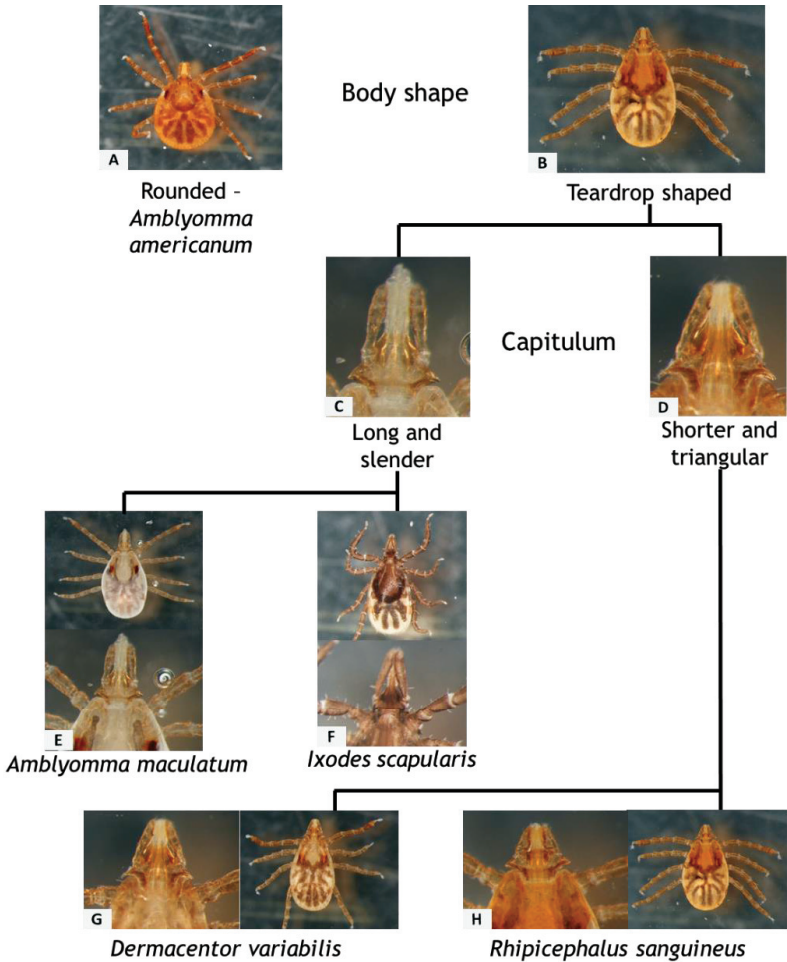 Body shape
A
B
Rounded –
Amblyomma
americanum
Teardrop shaped
Capitulum
C
D
Long and
slender
Shorter and
triangular
E
F
Amblyomma maculatum
Ixodes scapularis
G
H
Dermacentor variabilis
Rhipicephalus sanguineus